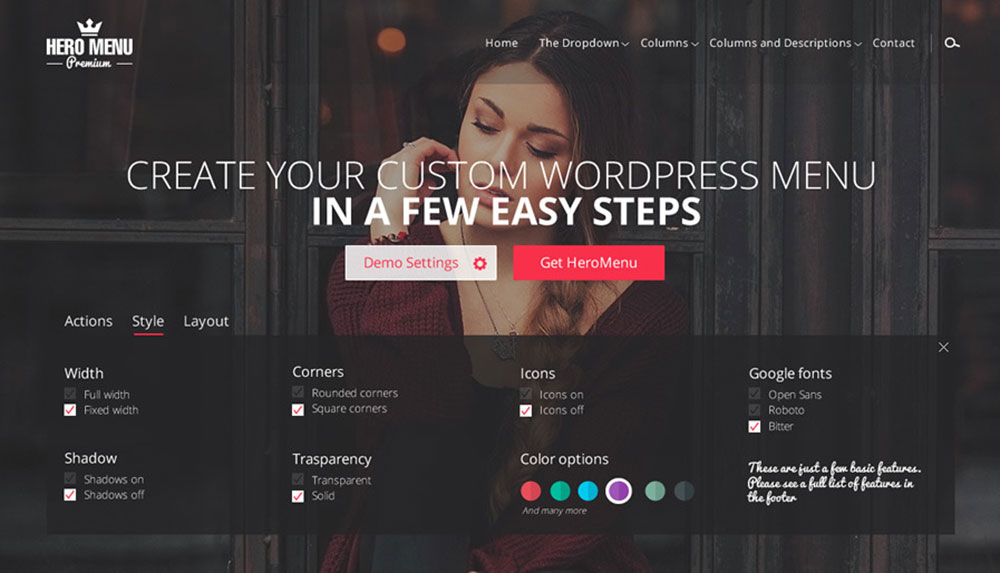 HERO MENU
Premium
Home The Dropdown Columns Columns and Descriptions Contact
CREATE YOUR CUSTOM WORDPRESS MENU
IN A FEW EASY STEPS
Demo Settings Get HeroMenu
Actions Style Layout
Width
Full width
Fixed width
Corners
Rounded corners
Square corners
Icons
Icons on
Icons off
Google fonts
Open Sans
Roboto
Bitter
Shadow
Shadows on
Shadows off
Trasparency
Transparent
Solid
Color options
And many more
These are just a few basic features.
Please see a full list of features in
the footer